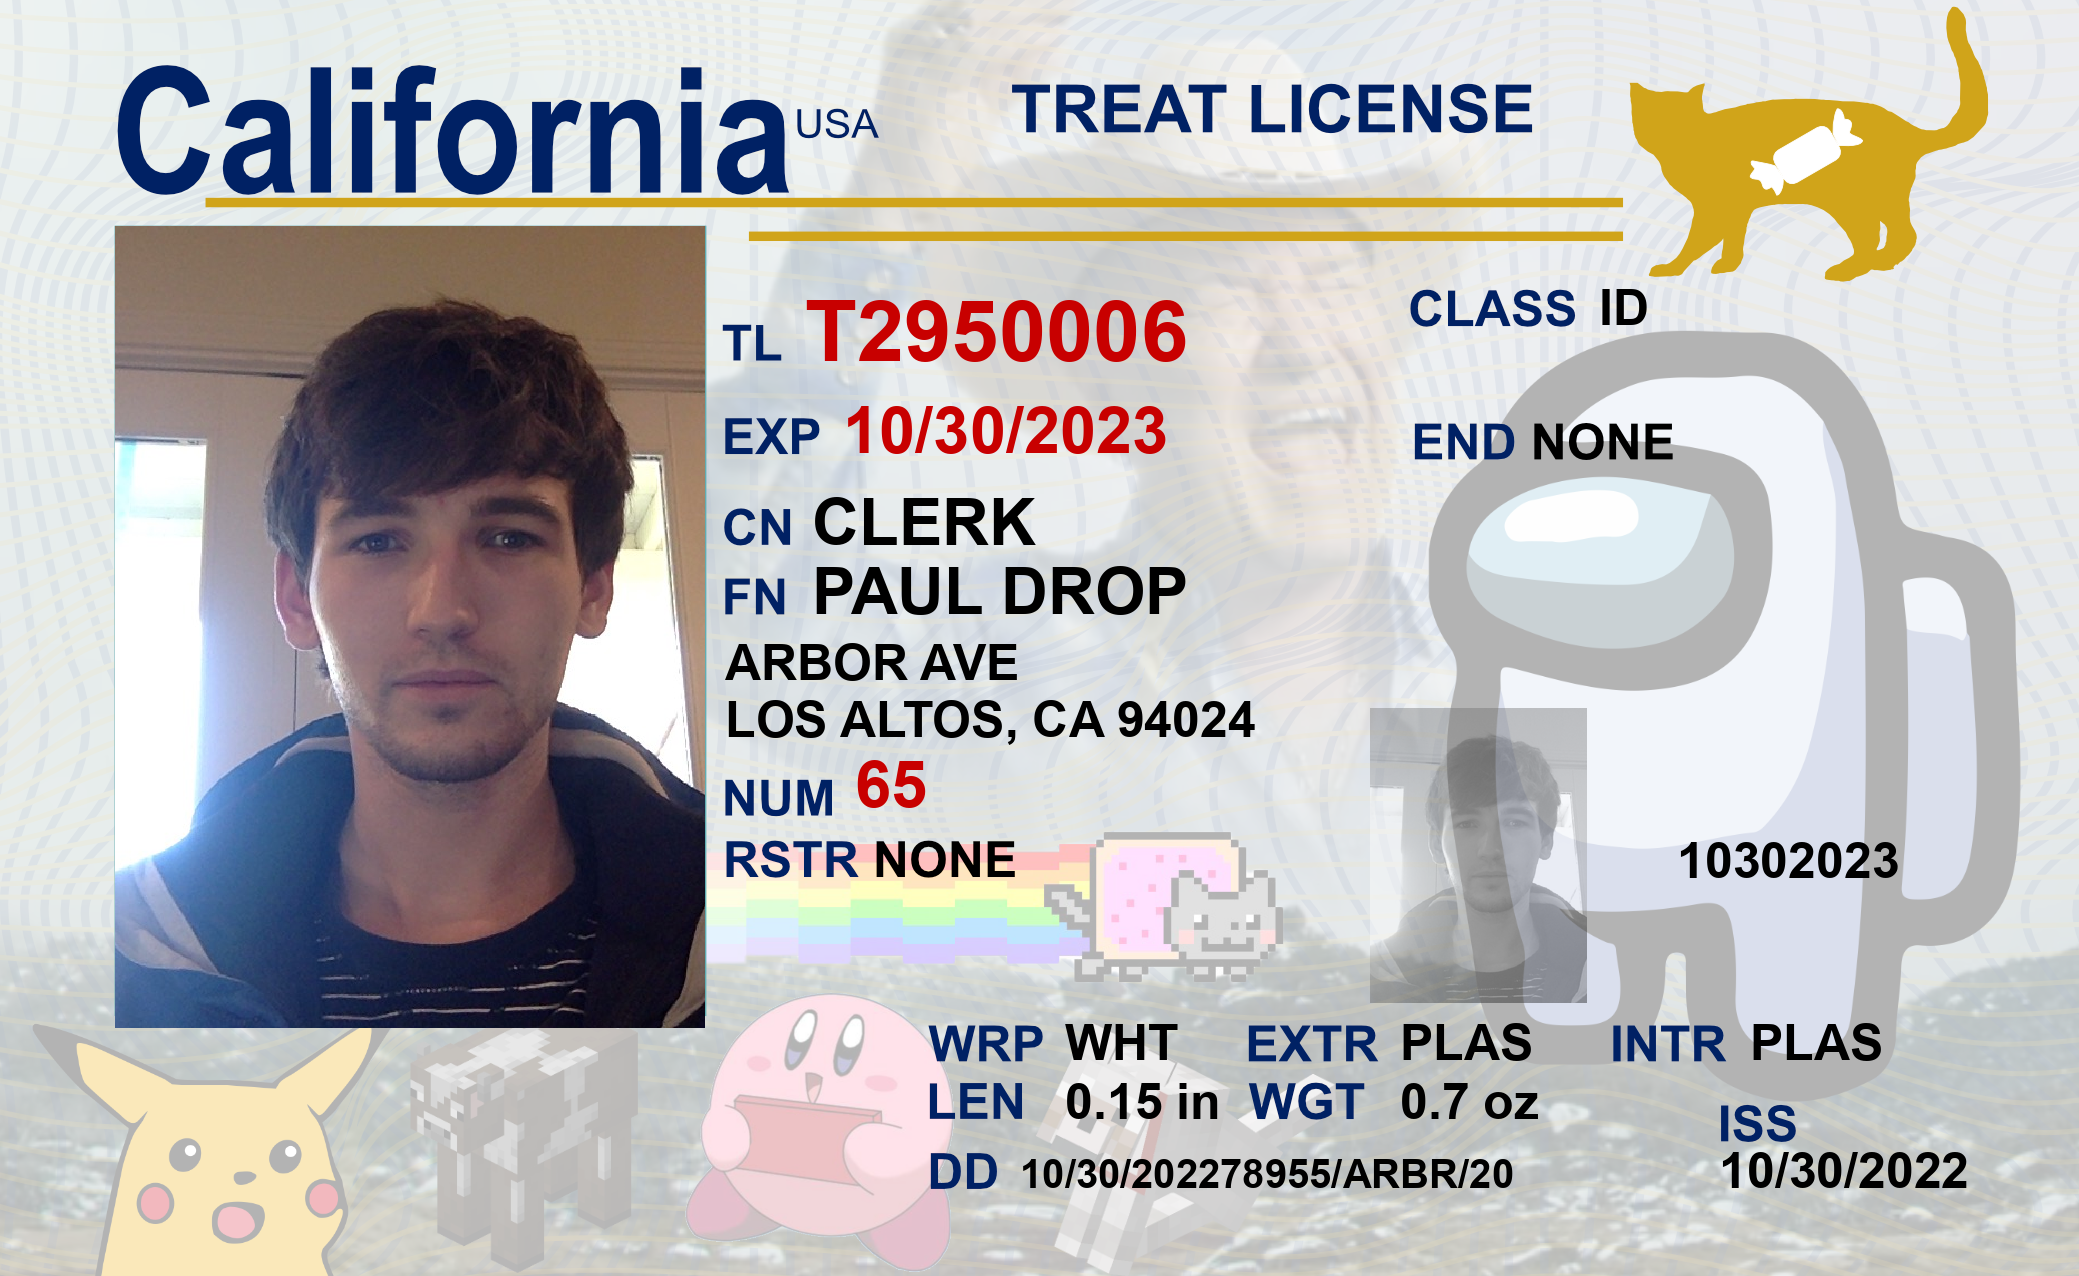 California USA TREAT LICENSE
TL T2950006 CLASS ID
EXP 10/30/2023 END NONE
CN CLERK
FN PAUL DROP
ARBOR AVE
LOS ALTOS, CA 94024
NUM 65
RSTR NONE 10302023
WRP WHT EXTR PLAS INTR PLAS
LEN 0.15 in WGT 0.7 oz
ISS
DD 10/30/202278955/ARBR/20 10/30/2022